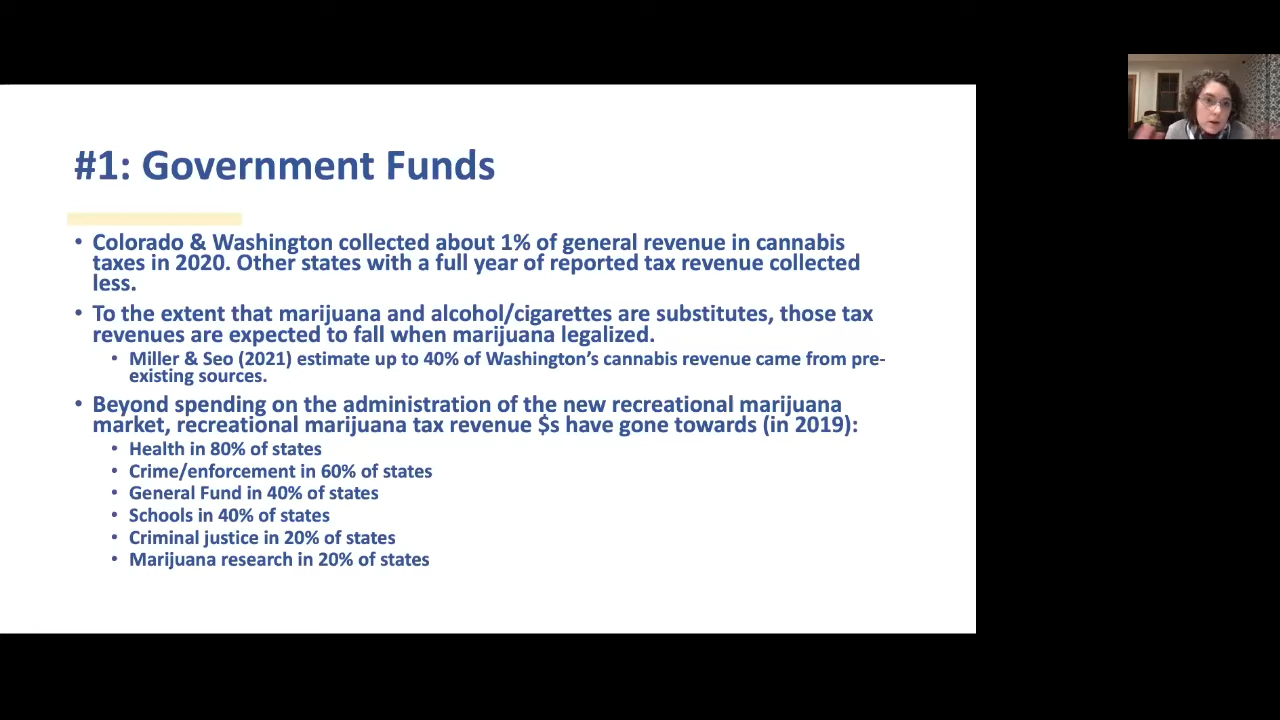 #1: Government Funds
• Colorado & Washington collected about 1% of general revenue in cannabis
taxes in 2020. Other states with a full year of reported tax revenue collected
less.
• To the extent that marijuana and alcohol/cigarettes are substitutes, those tax
revenues are expected to fall when marijuana legalized.
• Miller & Seo (2021) estimate up to 40% of Washington's cannabis revenue came from pre-
existing sources.
• Beyond spending on the administration of the new recreational marijuana
market, recreational marijuana tax revenue $s have gone towards (in 2019):
• Health in 80% of states
• Crime/enforcement in 60% of states
• General Fund in 40% of states
• Schools in 40% of states
• Criminal justice in 20% of states
• Marijuana research in 20% of states